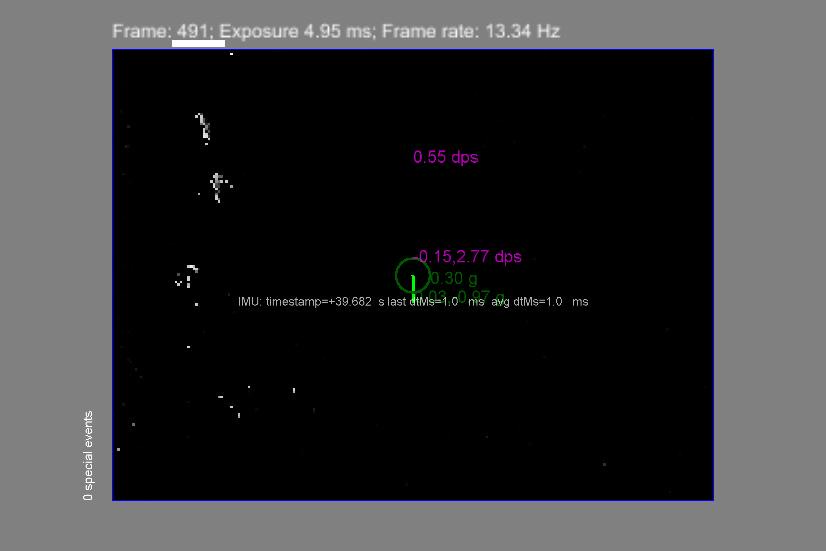 Frame: 491; Exposure 4.95 ms; Frame rate: 13.34 Hz
0.55 dps
-0.15,2.77 dps
0.30 g
0.97 g
IMU: timestamp=+39.682 s last dtMs=1.0 ms avg dtMs=1.0 ms
0 special events